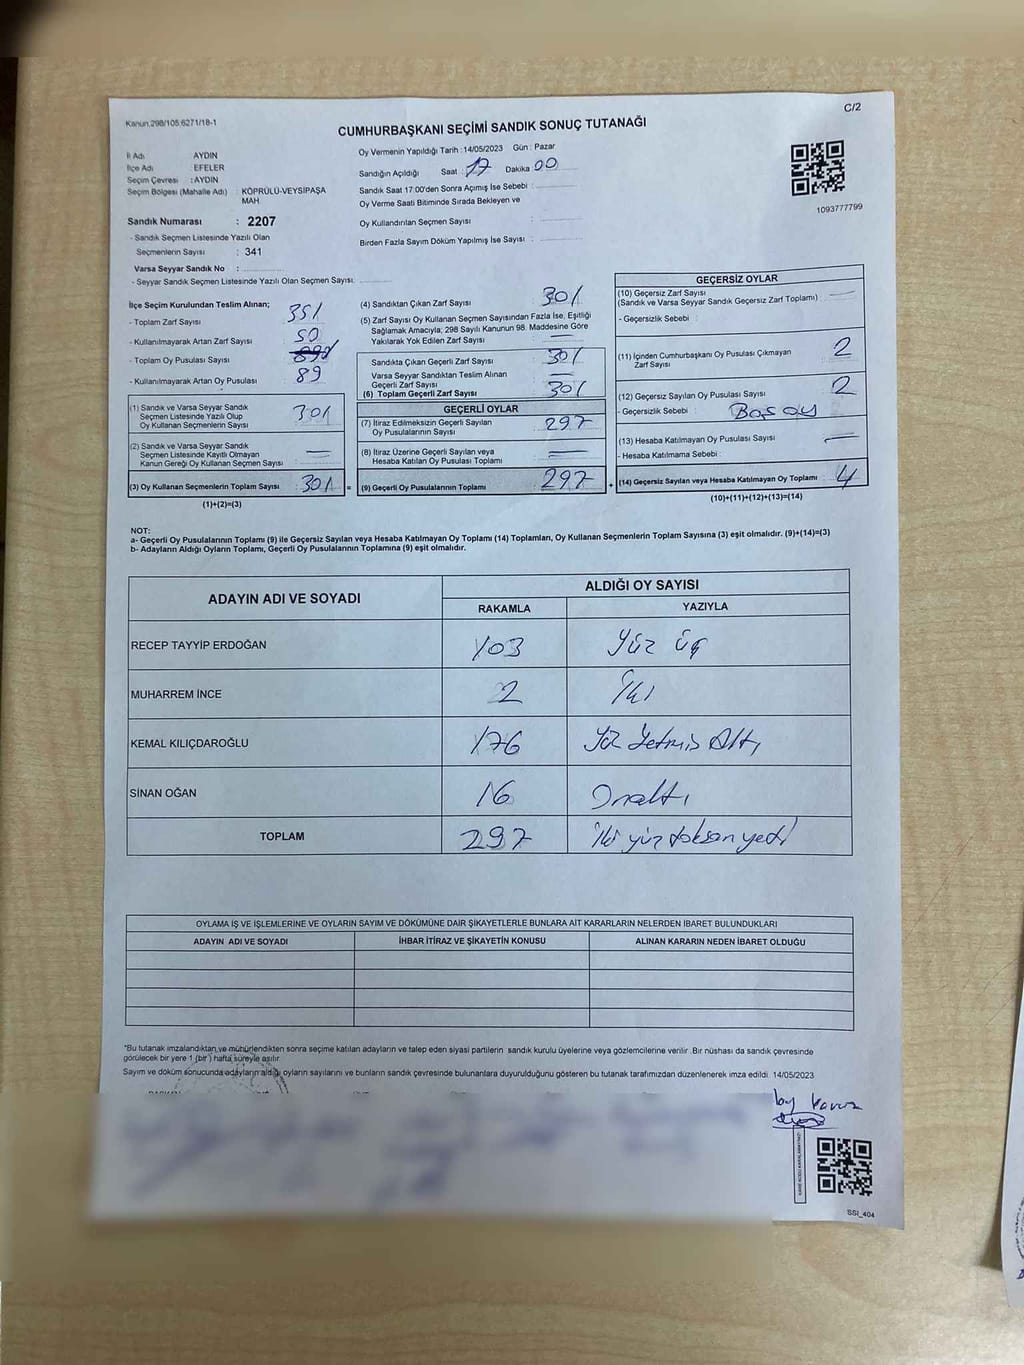 Kanun.298/105;6271/18-1
C/2
CUMHURBAŞKANI SEÇİMİ SANDIK SONUÇ TUTANAĞI
İl Adı AYDIN
İlçe Adı EFELER
Seçim Çevresi : AYDIN
Seçim Bölgesi (Mahalle Adı) : KÖPRÜLÜ-VEYSİPAŞA MAH
Sandık Numarası : 2207
- Sandık Seçmen Listesinde Yazılı Olan
Seçmenlerin Sayısı : 341
Varsa Seyyar Sandık No :
- Seyyar Sandık Seçmen Listesinde Yazılı Olan Seçmen Sayısı
Oy Vermenin Yapıldığı Tarih : 14/05/2023 Gün : Pazar
Sandığın Açıldığı Saat : 17 Dakika 00
Sandık Saat 17:00'den Sonra Açımış İse Sebebi :
Oy Verme Saati Bitiminde Sırada Bekleyen ve
Oy Kullandırılan Seçmen Sayısı :
Birden Fazla Sayım Döküm Yapılmış İse Sayısı :
1093777799
İlçe Seçim Kurulundan Teslim Alınan;
- Toplam Zarf Sayısı 351
- Kullanılmayarak Artan Zarf Sayısı 50
- Toplam Oy Pusulası Sayısı
- Kullanılmayarak Artan Oy Pusulası 89
(1) Sandık ve Varsa Seyyar Sandık
Seçmen Listesinde Yazılı Olup
Oy Kullanan Seçmenlerin Sayısı 301
(2) Sandık ve Varsa Seyyar Sandık
Seçmen Listesinde Kayıtlı Olmayan
Kanun Gereği Oy Kullanan Seçmen Sayısı
(3) Oy Kullanan Seçmenlerin Toplam Sayısı 301 =
(1)+(2)=(3)
(4) Sandıktan Çıkan Zarf Sayısı 301
(5) Zarf Sayısı Oy Kullanan Seçmen Sayısından Fazla İse, Eşitliği
Sağlamak Amacıyla; 298 Sayılı Kanunun 98. Maddesine Göre
Yakılarak Yok Edilen Zarf Sayısı
Sandıkta Çıkan Geçerli Zarf Sayısı 301
Varsa Seyyar Sandıktan Teslim Alınan
Geçerli Zarf Sayısı
(6) Toplam Geçerli Zarf Sayısı 301
GEÇERLİ OYLAR
(7) İtiraz Edilmeksizin Geçerli Sayılan
Oy Pusulalarının Sayısı 297
(8) İtiraz Üzerine Geçerli Sayılan veya
Hesaba Katılan Oy Pusulası Toplamı
(9) Geçerli Oy Pusulalarının Toplamı 297 +
GEÇERSİZ OYLAR
(10) Geçersiz Zarf Sayısı
(Sandık ve Varsa Seyyar Sandık Geçersiz Zarf Toplamı)
- Geçersizlik Sebebi :
(11) İçinden Cumhurbaşkanı Oy Pusulası Çıkmayan
Zarf Sayısı 2
(12) Geçersiz Sayılan Oy Pusulası Sayısı 2
- Geçersizlik Sebebi : Boş oy
(13) Hesaba Katılmayan Oy Pusulası Sayısı
- Hesaba Katılmama Sebebi :
(14) Geçersiz Sayılan veya Hesaba Katılmayan Oy Toplamı 4
(10)+(11)+(12)+(13)=(14)
NOT:
a- Geçerli Oy Pusulalarının Toplamı (9) ile Geçersiz Sayılan veya Hesaba Katılmayan Oy Toplamı (14) Toplamları, Oy Kullanan Seçmenlerin Toplam Sayısına (3) eşit olmalıdır. (9)+(14)=(3)
b- Adayların Aldığı Oyların Toplamı, Geçerli Oy Pusulalarının Toplamına (9) eşit olmalıdır.
ADAYIN ADI VE SOYADI ALDIĞI OY SAYISI
RAKAMLA YAZIYLA
RECEP TAYYİP ERDOĞAN 103 Yüz üç
MUHARREM İNCE 2 İki
KEMAL KILIÇDAROĞLU 176 Yüz Yetmiş Altı
SİNAN OĞAN 16 Onaltı
TOPLAM 297 İki yüz doksan yedi
OYLAMA İŞ VE İŞLEMLERİNE VE OYLARIN SAYIM VE DÖKÜMÜNE DAİR ŞİKAYETLERLE BUNLARA AİT KARARLARIN NELERDEN İBARET BULUNDUKLARI
ADAYIN ADI VE SOYADI İHBAR İTİRAZ VE ŞİKAYETİN KONUSU ALINAN KARARIN NEDEN İBARET OLDUĞU
*Bu tutanak imzalandıktan ve mühürlendikten sonra seçime katılan adayların ve talep eden siyasi partilerin sandık kurulu üyelerine veya gözlemcilerine verilir .Bir nüshası da sandık çevresinde
görülecek bir yere 1 (bir ) hafta süreyle asılır.
Sayım ve döküm sonucunda adayların aldığı oyların sayılarını ve bunların sandık çevresinde bulunanlara duyurulduğunu gösteren bu tutanak tarafımızdan düzenlenerek imza edildi. 14/05/2023
SSI_404